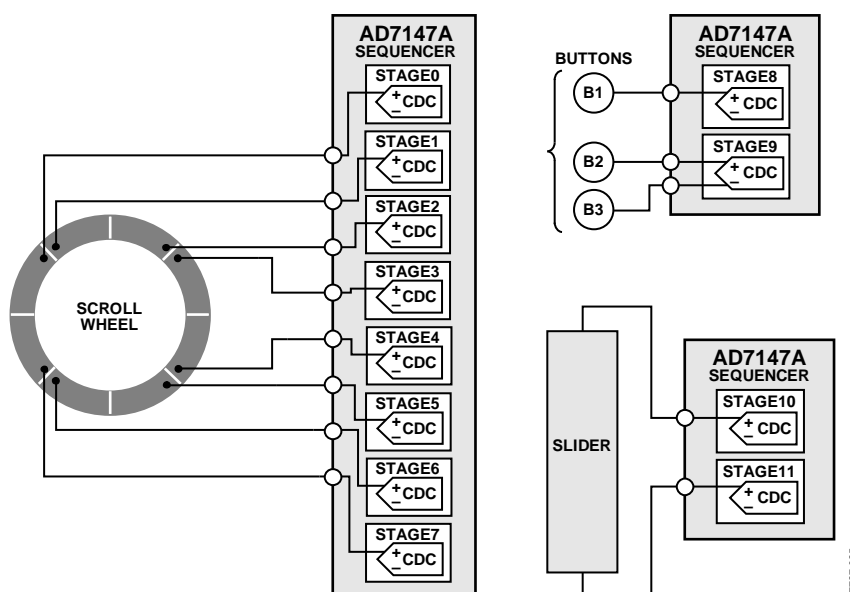 AD7147A
SEQUENCER
STAGE0
+
– CDC
STAGE1
+
– CDC
STAGE2
+
– CDC
STAGE3
+
– CDC
STAGE4
+
– CDC
STAGE5
+
– CDC
STAGE6
+
– CDC
STAGE7
+
– CDC
SCROLL
WHEEL
BUTTONS
B1
B2
B3
AD7147A
SEQUENCER
STAGE8
+
– CDC
STAGE9
+
– CDC
SLIDER
AD7147A
SEQUENCER
STAGE10
+
– CDC
STAGE11
+
– CDC